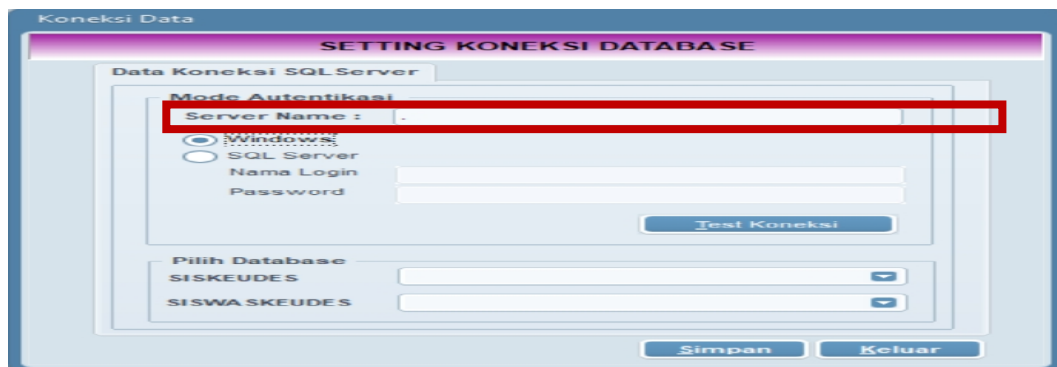 Koneksi Data
SETTING KONEKSI DATABASE
Data Koneksi SQLServer
Mode Autentikasi
Server Name : .
Windows
SQL Server
Nama Login
Password
Test Koneksi
Pilih Database
SISKEUDES
SISWASKEUDES
Simpan Keluar